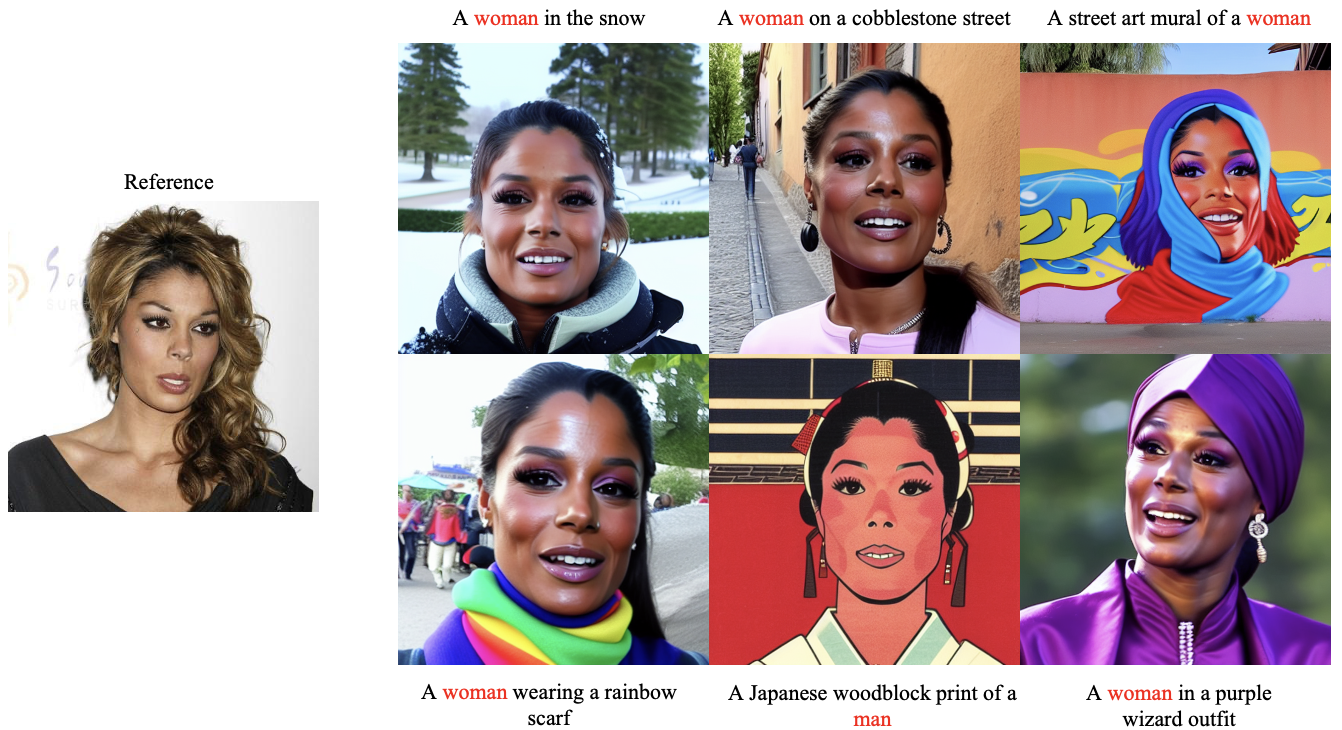 A woman in the snow
A woman on a cobblestone street
A street art mural of a woman
Reference
A woman wearing a rainbow
scarf
A Japanese woodblock print of a
man
A woman in a purple
wizard outfit